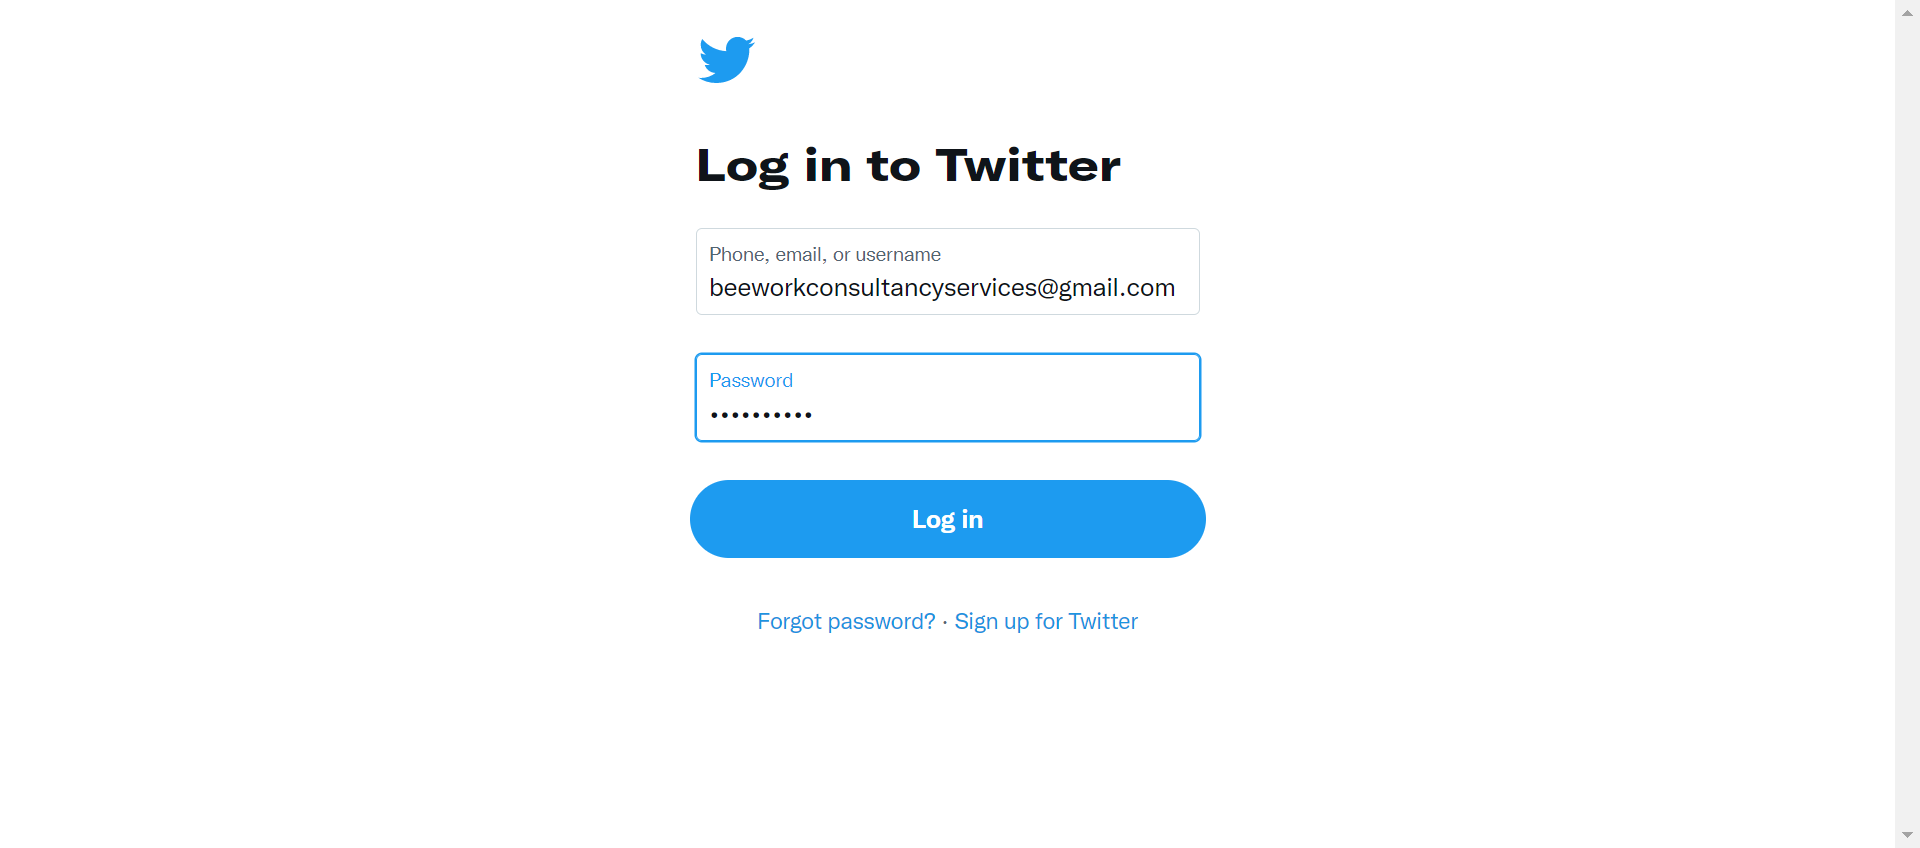 Log in to Twitter
Phone, email, or username
beeworkconsultancyservices@gmail.com
Password
••••••••••
Log in
Forgot password? · Sign up for Twitter